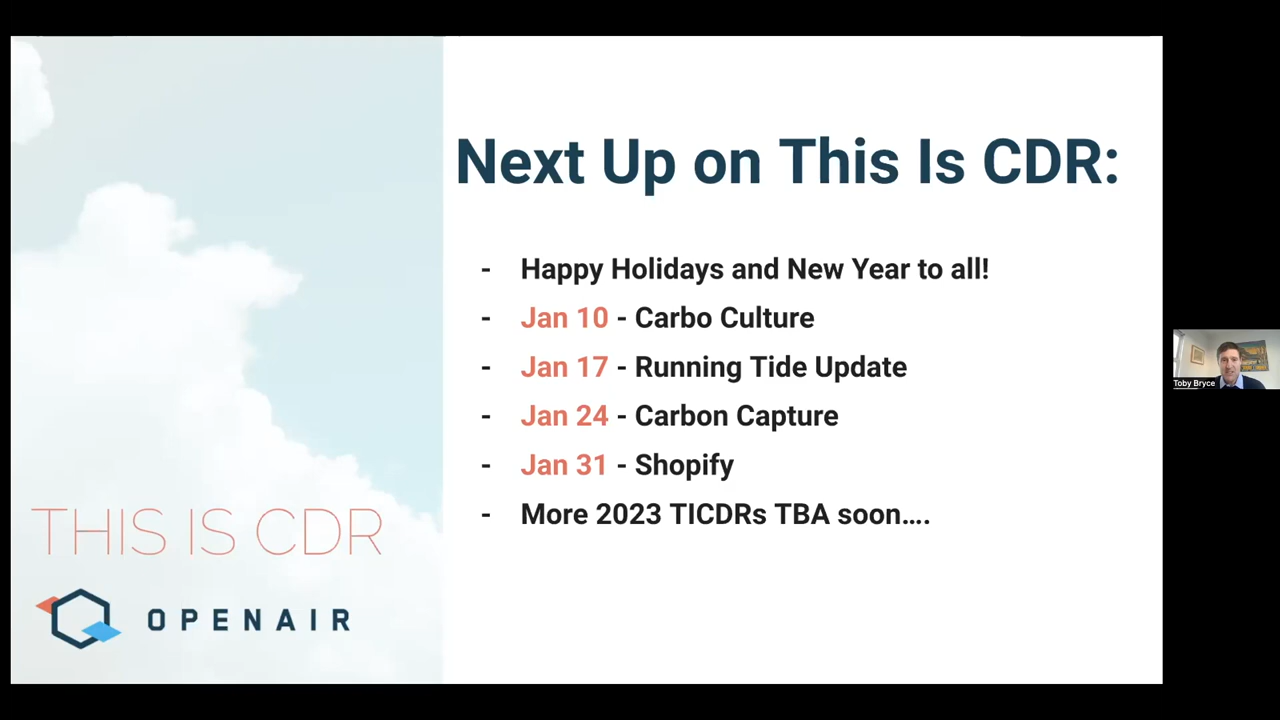 Next Up on This Is CDR:
- Happy Holidays and New Year to all!
- Jan 10 - Carbo Culture
- Jan 17 - Running Tide Update
- Jan 24 - Carbon Capture
- Jan 31 - Shopify
- More 2023 TICDRs TBA soon....
THIS IS CDR
OPENAIR
Toby Bryce